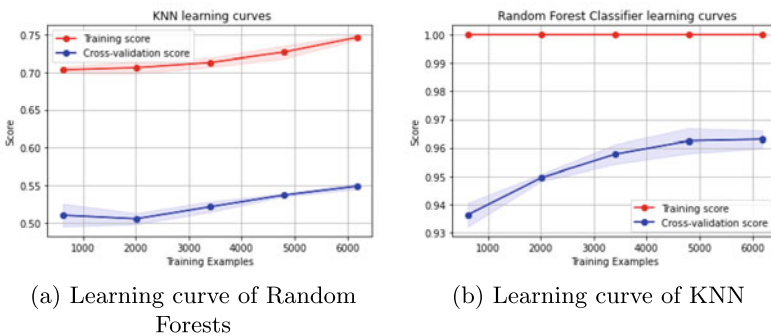 KNN learning curves
0.75
0.70
0.65
0.60
0.55
0.50
Score
Training score
Cross-validation score
1000 2000 3000 4000 5000 6000
Training Examples
(a) Learning curve of Random
Forests
Random Forest Classifier learning curves
1.00
0.99
0.98
0.97
0.96
0.95
0.94
0.93
Score
Training score
Cross-validation score
1000 2000 3000 4000 5000 6000
Training Examples
(b) Learning curve of KNN